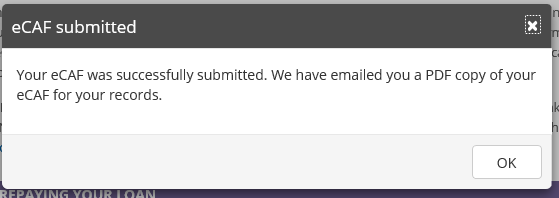 eCAF submitted
Your eCAF was successfully submitted. We have emailed you a PDF copy of your
eCAF for your records.
OK
REPAYING YOUR LOAN